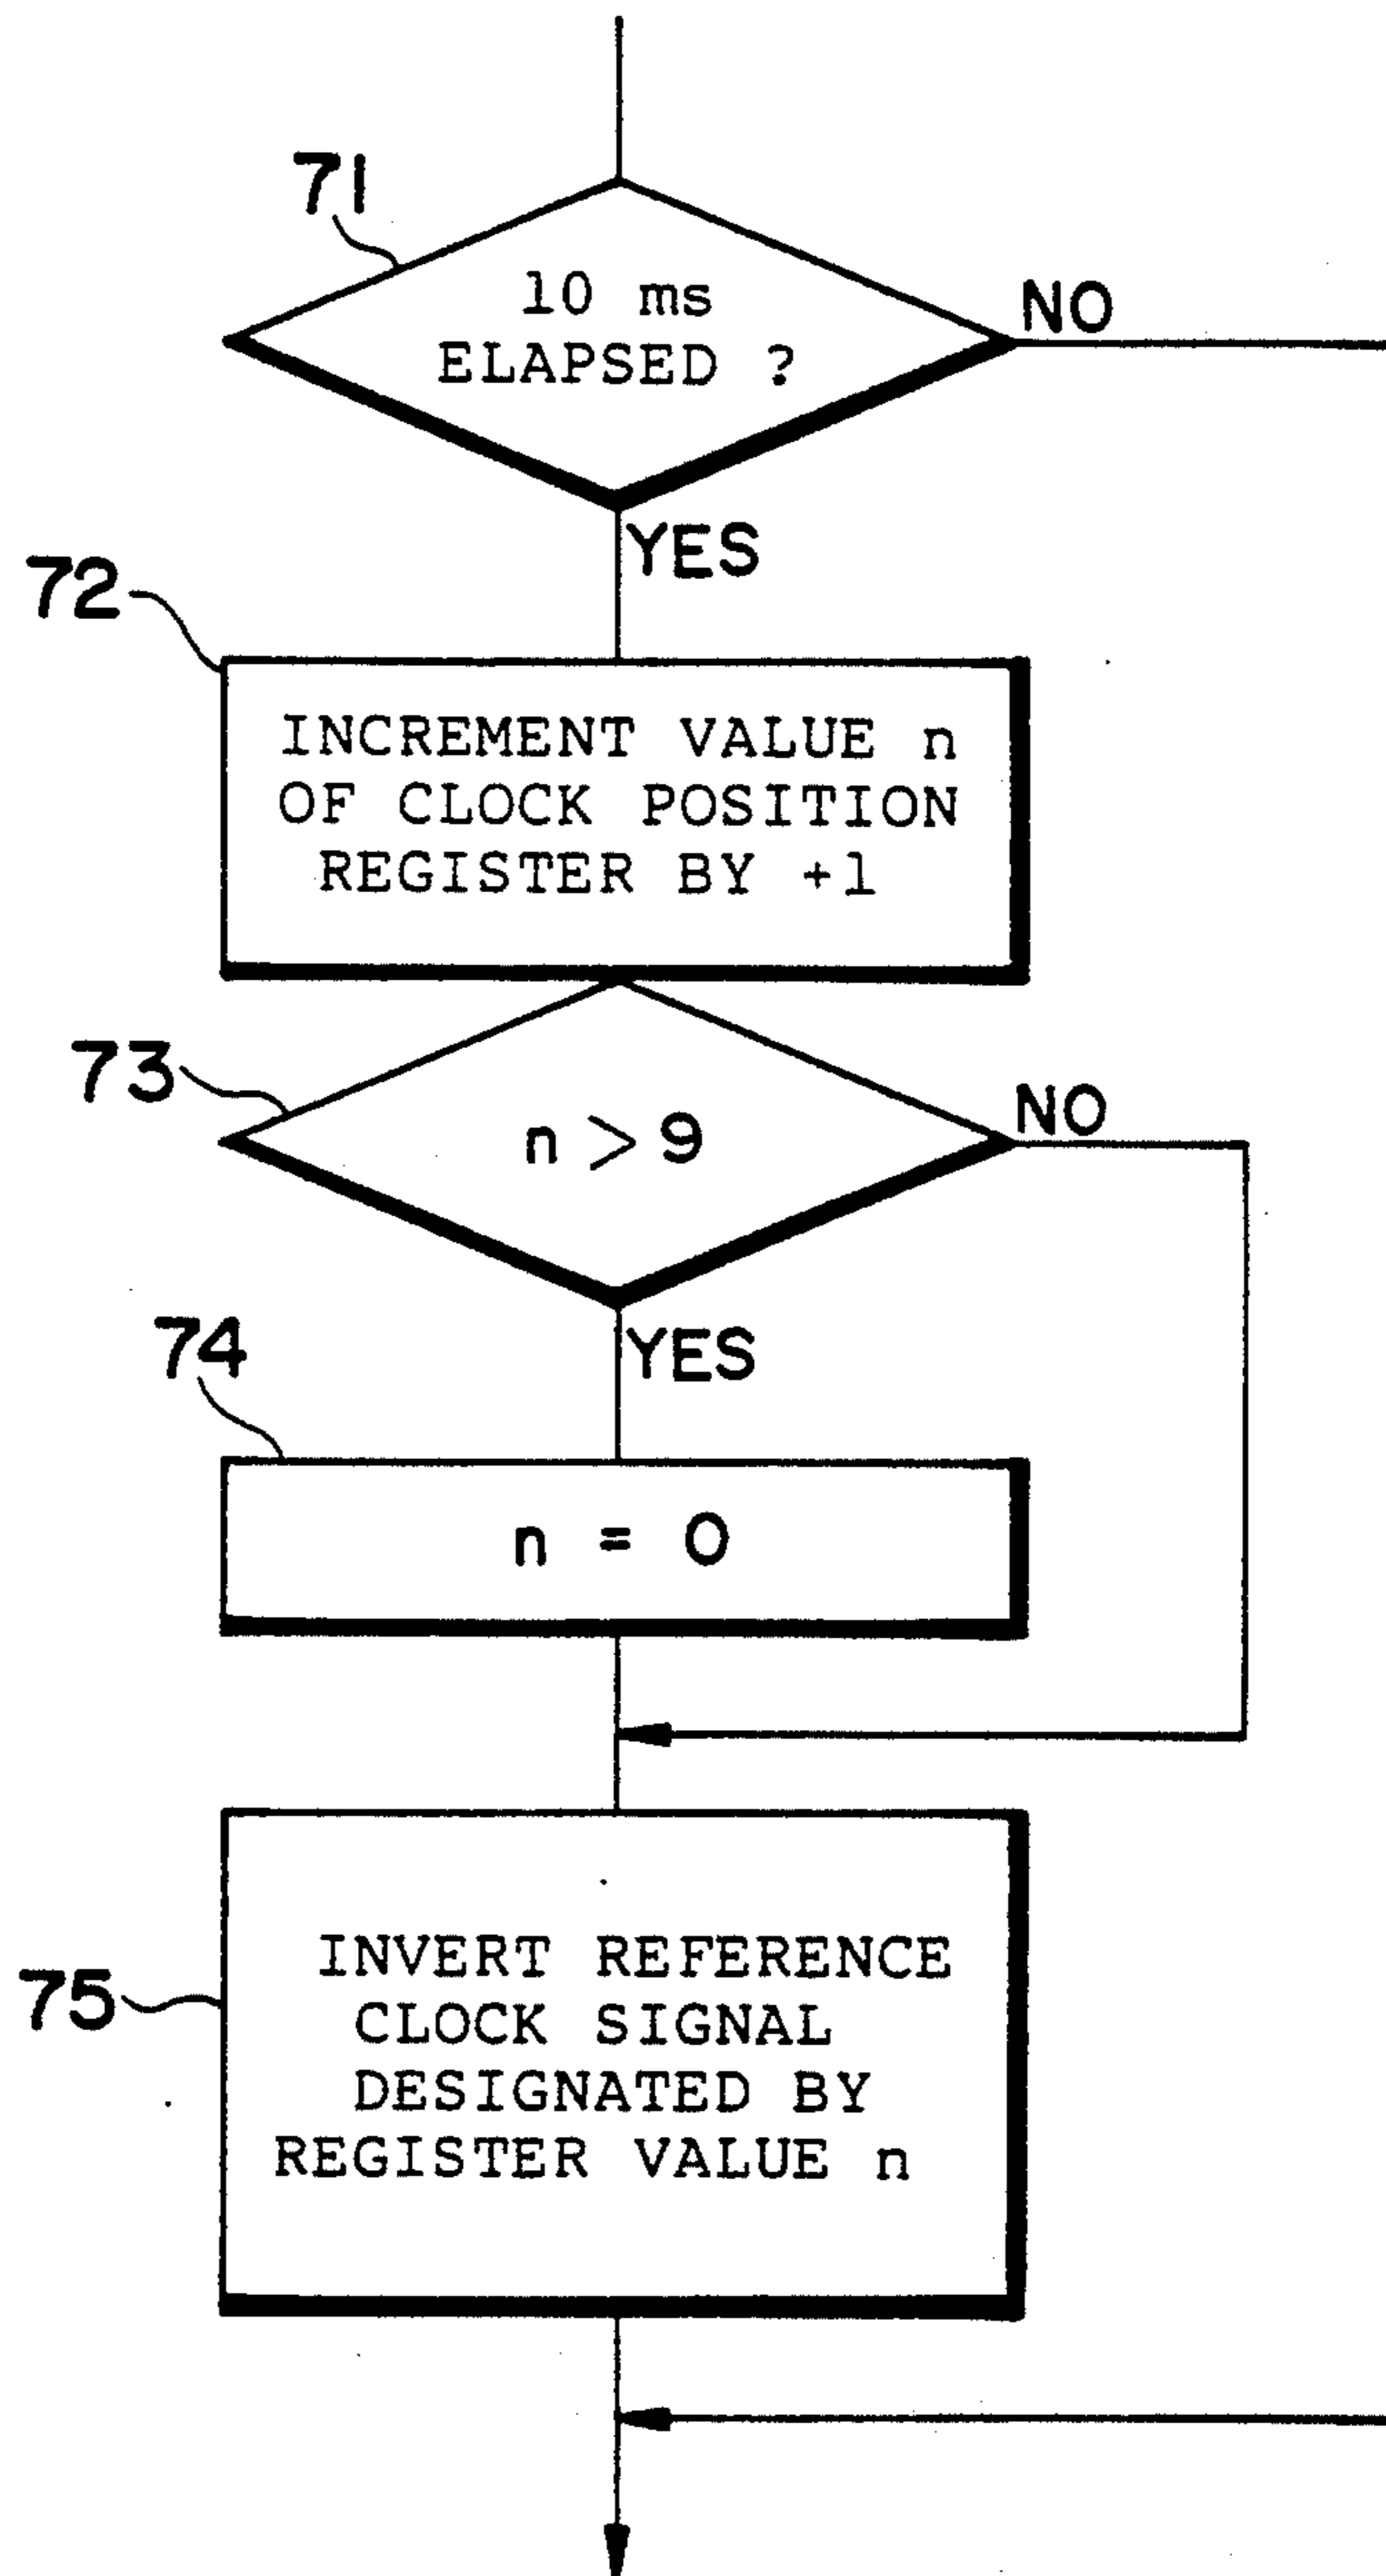 71
10 ms
ELAPSED ?
NO
YES
72
INCREMENT VALUE n
OF CLOCK POSITION
REGISTER BY +1
73
n > 9
NO
YES
74
n = 0
75
INVERT REFERENCE
CLOCK SIGNAL
DESIGNATED BY
REGISTER VALUE n